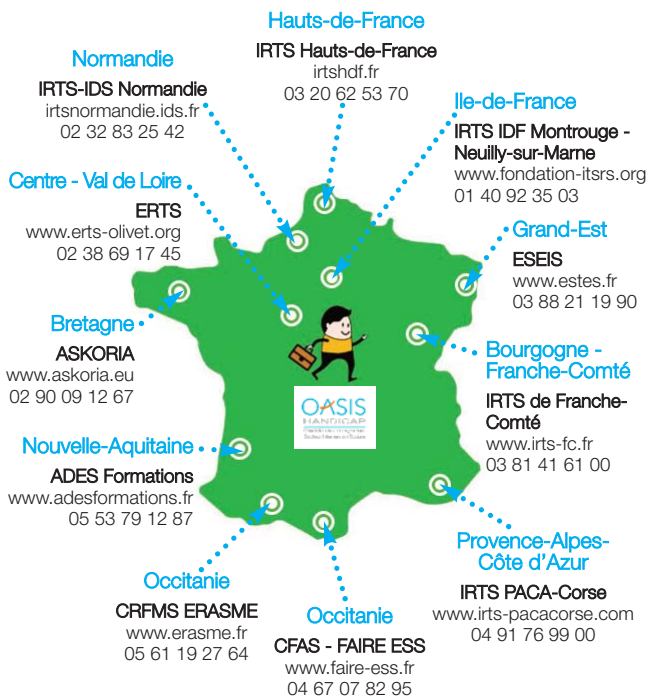 Hauts-de-France
IRTS Hauts-de-France
irtshdf.fr
03 20 62 53 70
Normandie
IRTS-IDS Normandie
irtsnormandie.ids.fr
02 32 83 25 42
Ile-de-France
IRTS IDF Montrouge -
Neuilly-sur-Marne
www.fondation-itsrs.org
01 40 92 35 03
Centre - Val de Loire
ERTS
www.erts-olivet.org
02 38 69 17 45
Grand-Est
ESEIS
www.estes.fr
03 88 21 19 90
Bretagne
ASKORIA
www.askoria.eu
02 90 09 12 67
Bourgogne -
Franche-Comté
IRTS de Franche-
Comté
www.irts-fc.fr
03 81 41 61 00
OASIS
HANDICAP
Nouvelle-Aquitaine
ADES Formations
www.adesformations.fr
05 53 79 12 87
Provence-Alpes-
Côte d'Azur
IRTS PACA-Corse
www.irts-pacacorse.com
04 91 76 99 00
Occitanie
CRFMS ERASME
www.erasme.fr
05 61 19 27 64
Occitanie
CFAS - FAIRE ESS
www.faire-ess.fr
04 67 07 82 95